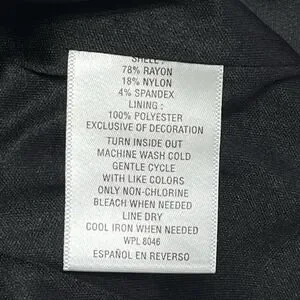 SHELL :
78% RAYON
18% NYLON
4% SPANDEX
LINING :
100% POLYESTER
EXCLUSIVE OF DECORATION
TURN INSIDE OUT
MACHINE WASH COLD
GENTLE CYCLE
WITH LIKE COLORS
ONLY NON-CHLORINE
BLEACH WHEN NEEDED
LINE DRY
COOL IRON WHEN NEEDED
WPL 8046
ESPAÑOL EN REVERSO